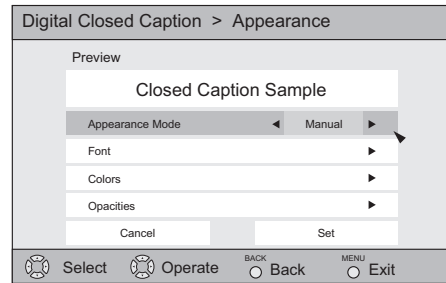 Digital Closed Caption > Appearance
Preview
Closed Caption Sample
Appearance Mode ◀ Manual ▶
Font ▶
Colors ▶
Opacities ▶
Cancel Set
Select Operate BACK Back MENU Exit